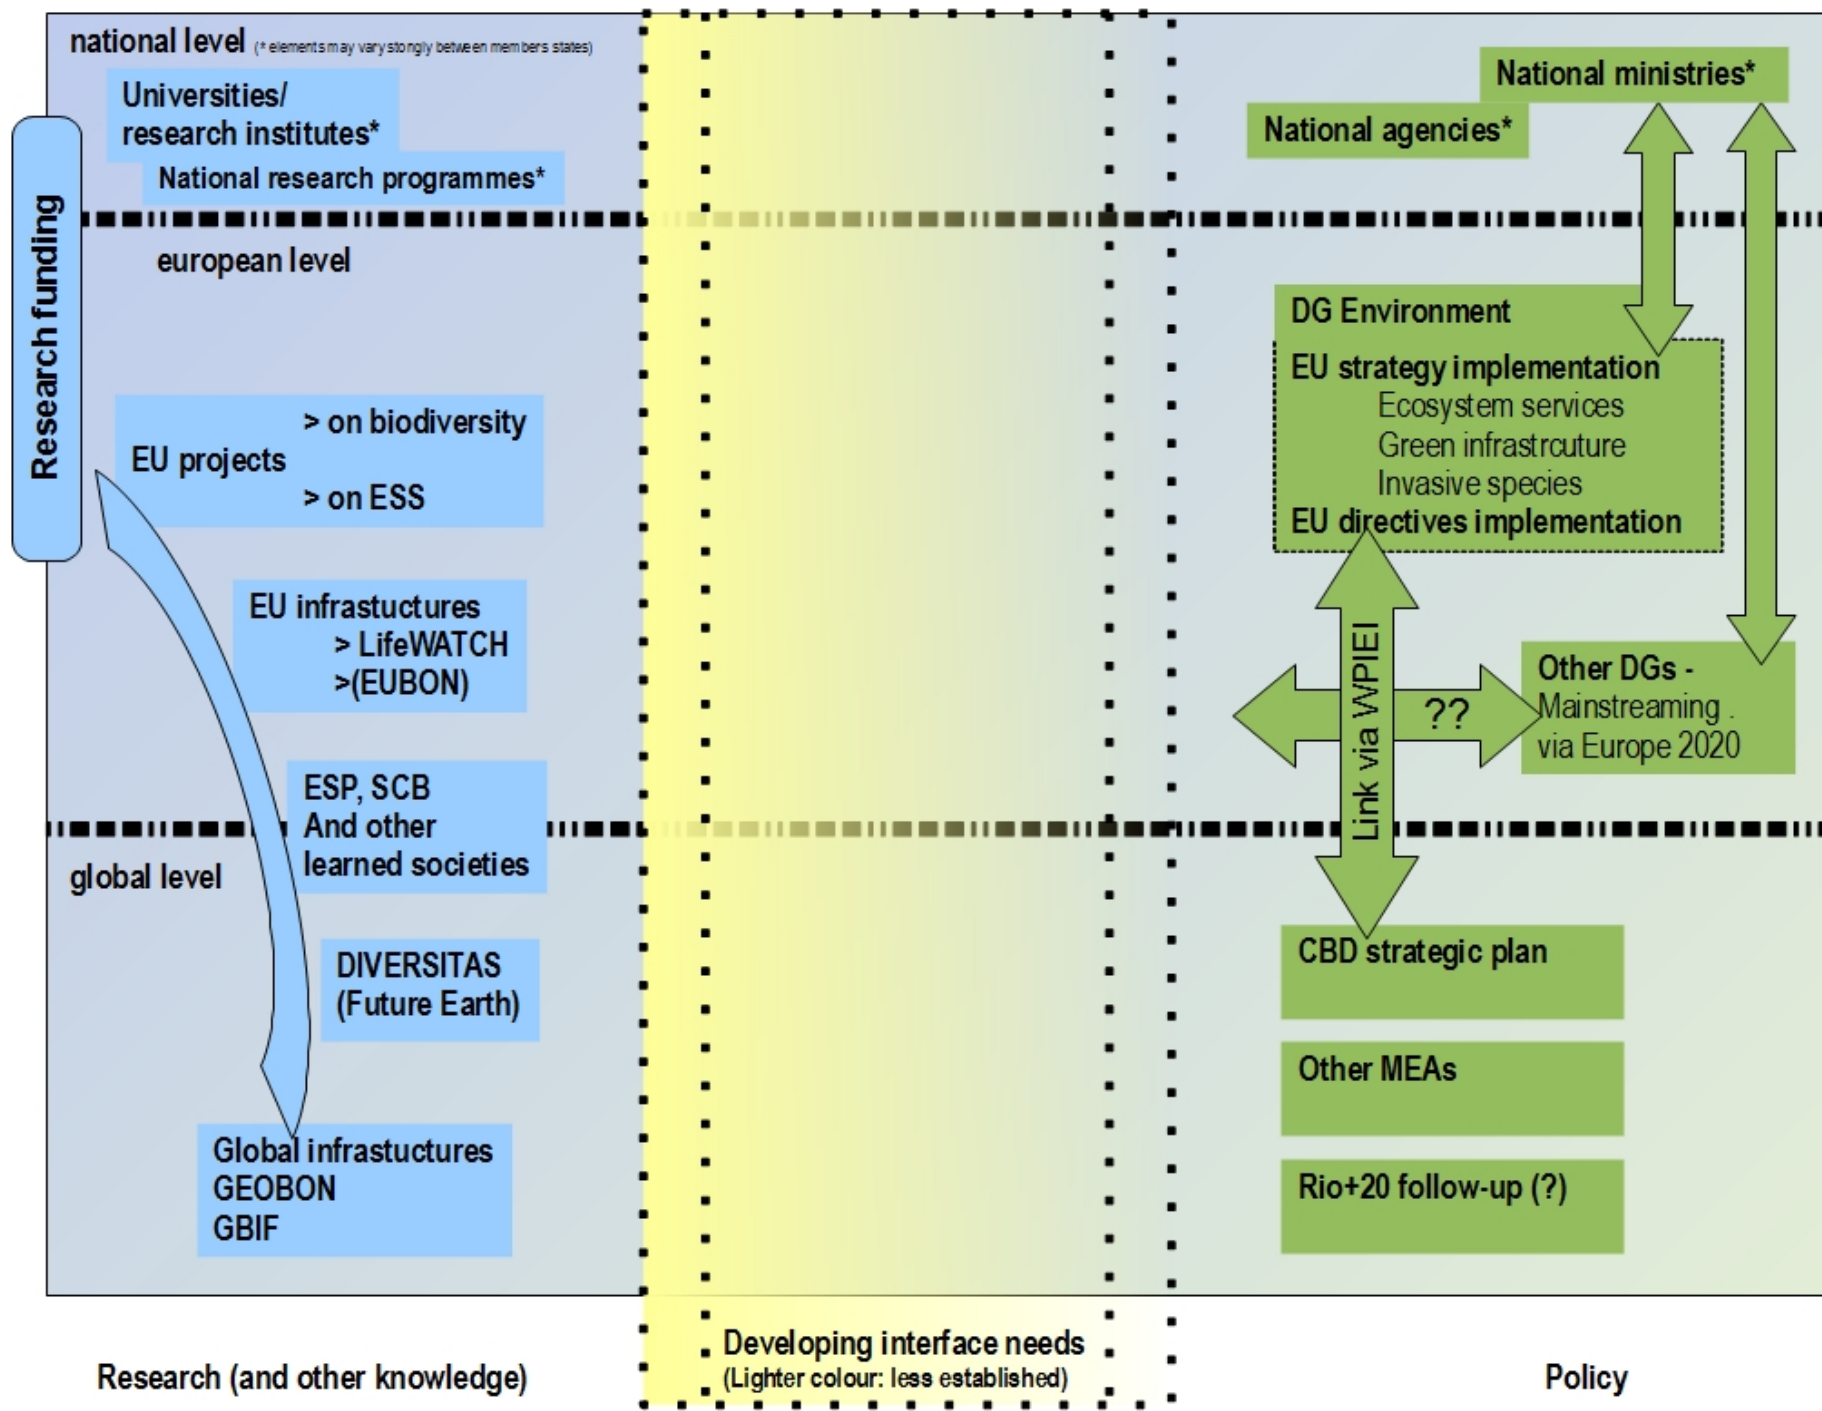 national level (* elements may vary stongly between members states)
Universities/
research institutes*
National research programmes*
Research funding
european level
> on biodiversity
EU projects
> on ESS
EU infrastuctures
> LifeWATCH
>(EUBON)
ESP, SCB
And other
learned societies
global level
DIVERSITAS
(Future Earth)
Global infrastuctures
GEOBON
GBIF
National ministries*
National agencies*
DG Environment
EU strategy implementation
Ecosystem services
Green infrastrcuture
Invasive species
EU directives implementation
Link via WPIEI
??
Other DGs -
Mainstreaming .
via Europe 2020
CBD strategic plan
Other MEAs
Rio+20 follow-up (?)
Research (and other knowledge)
Developing interface needs
(Lighter colour: less established)
Policy